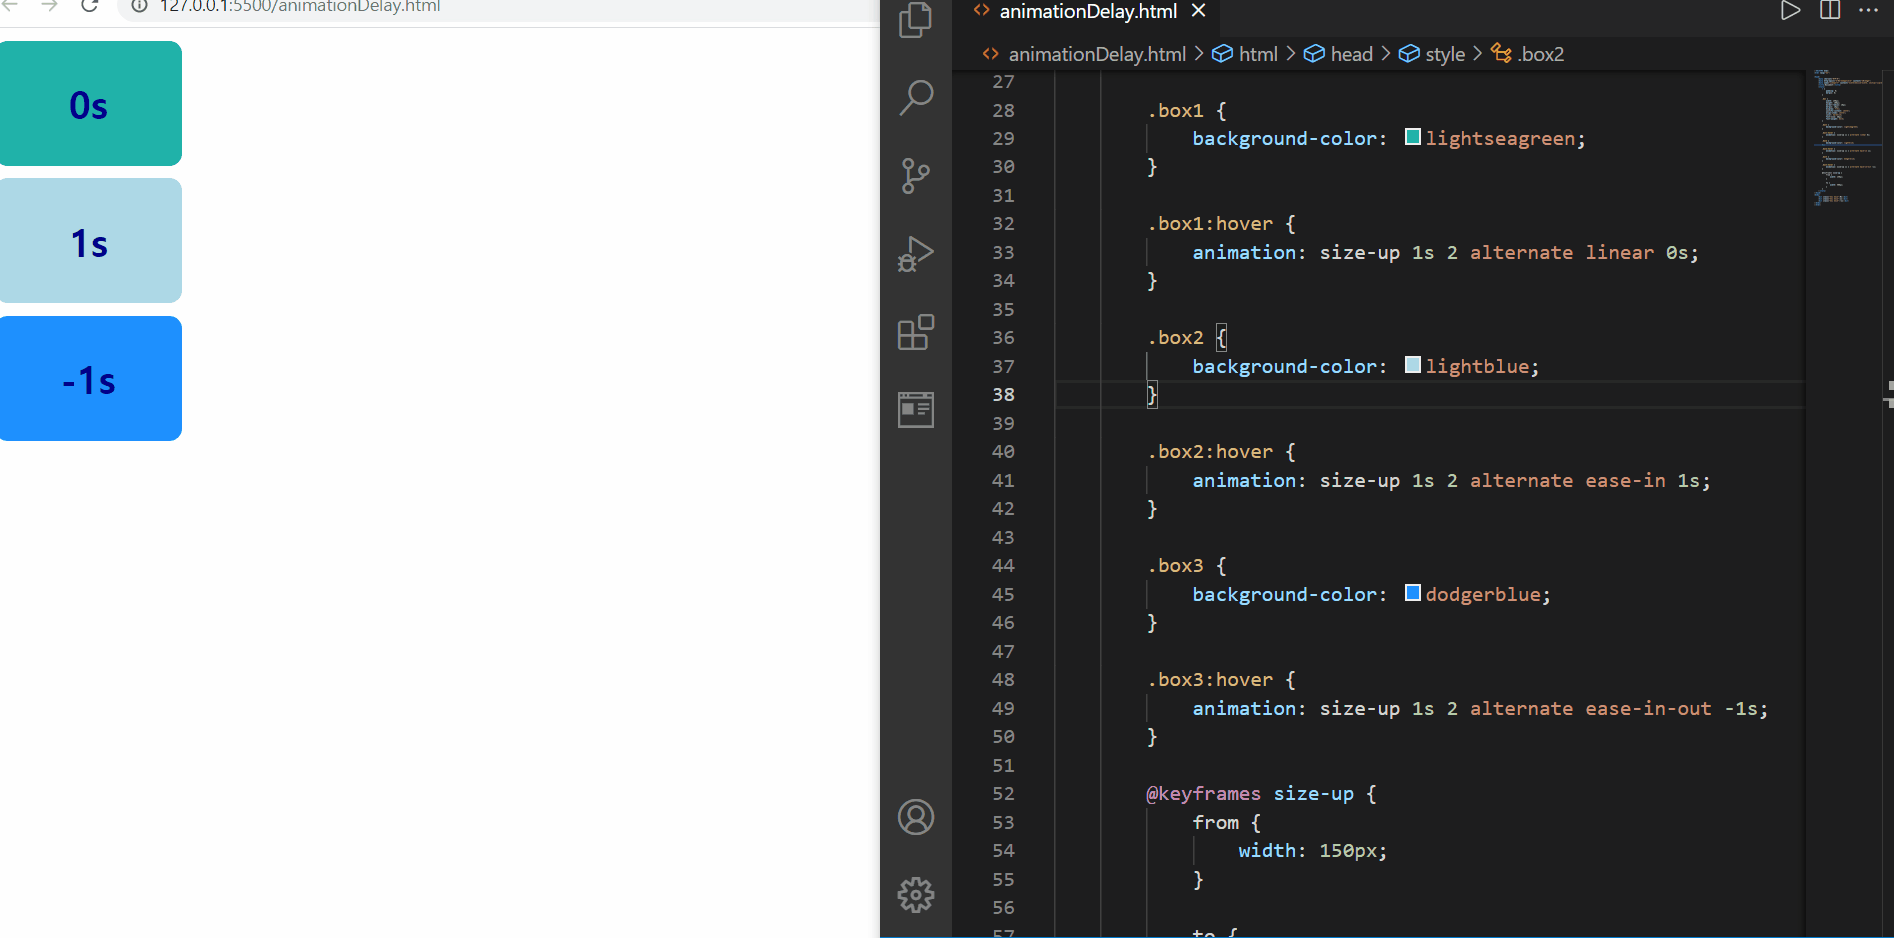 127.0.0.1:5500/animationDelay.html
0s
1s
-1s
animationDelay.html
animationDelay.html > html > head > style > .box2
27
28 .box1 {
29 background-color: lightseagreen;
30 }
31
32 .box1:hover {
33 animation: size-up 1s 2 alternate linear 0s;
34 }
35
36 .box2 {
37 background-color: lightblue;
38 }
39
40 .box2:hover {
41 animation: size-up 1s 2 alternate ease-in 1s;
42 }
43
44 .box3 {
45 background-color: dodgerblue;
46 }
47
48 .box3:hover {
49 animation: size-up 1s 2 alternate ease-in-out -1s;
50 }
51
52 @keyframes size-up {
53 from {
54 width: 150px;
55 }
56
57 to {